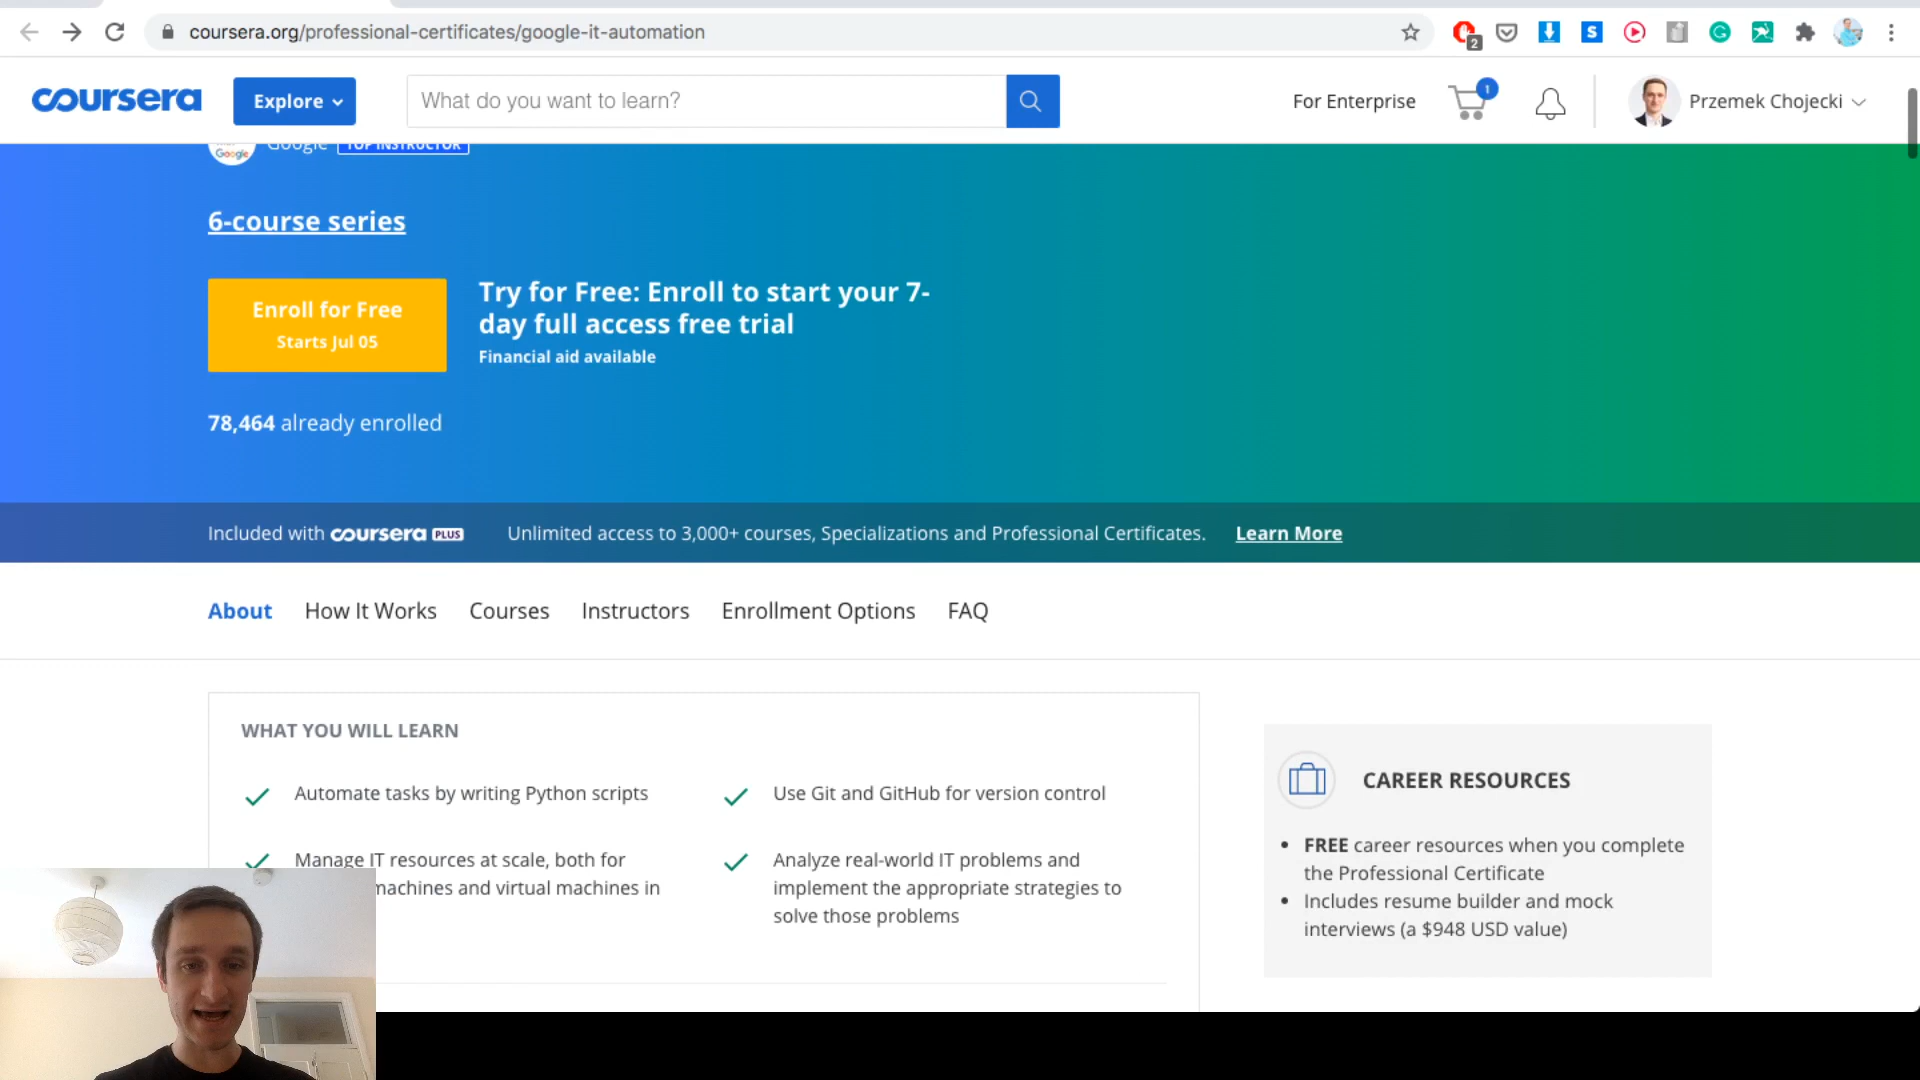 coursera.org/professional-certificates/google-it-automation
2
coursera
Explore
What do you want to learn?
For Enterprise
1
Przemek Chojecki
Google
Google
TOP INSTRUCTOR
6-course series
Enroll for Free
Starts Jul 05
Try for Free: Enroll to start your 7-
day full access free trial
Financial aid available
78,464 already enrolled
Included with coursera PLUS
Unlimited access to 3,000+ courses, Specializations and Professional Certificates.
Learn More
About
How It Works
Courses
Instructors
Enrollment Options
FAQ
WHAT YOU WILL LEARN
Automate tasks by writing Python scripts
Manage IT resources at scale, both for
machines and virtual machines in
Use Git and GitHub for version control
Analyze real-world IT problems and
implement the appropriate strategies to
solve those problems
CAREER RESOURCES
• FREE career resources when you complete
the Professional Certificate
• Includes resume builder and mock
interviews (a $948 USD value)